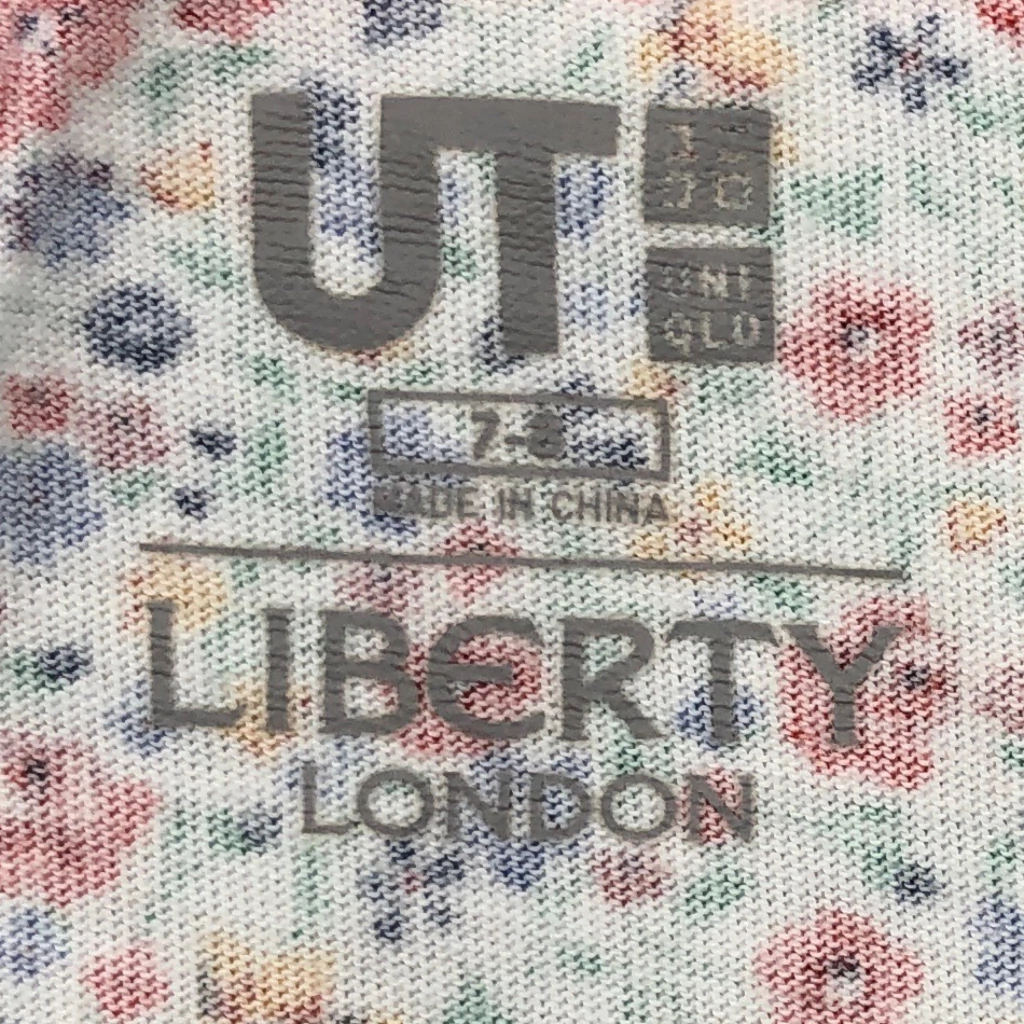 UT
ユニ
クロ
UNI
QLO
7-8
MADE IN CHINA
LIBERTY
LONDON